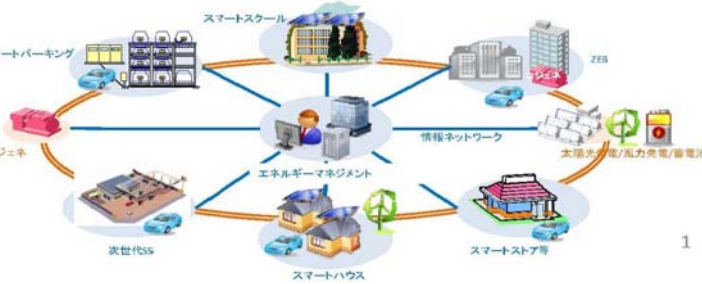 スマートスクール
ートパーキング
ZEB
ジェネ
情報ネットワーク
ジェネ
太陽光発電/風力発電/蓄電池
エネルギーマネジメント
次世代SS
スマートストア等
スマートハウス
1